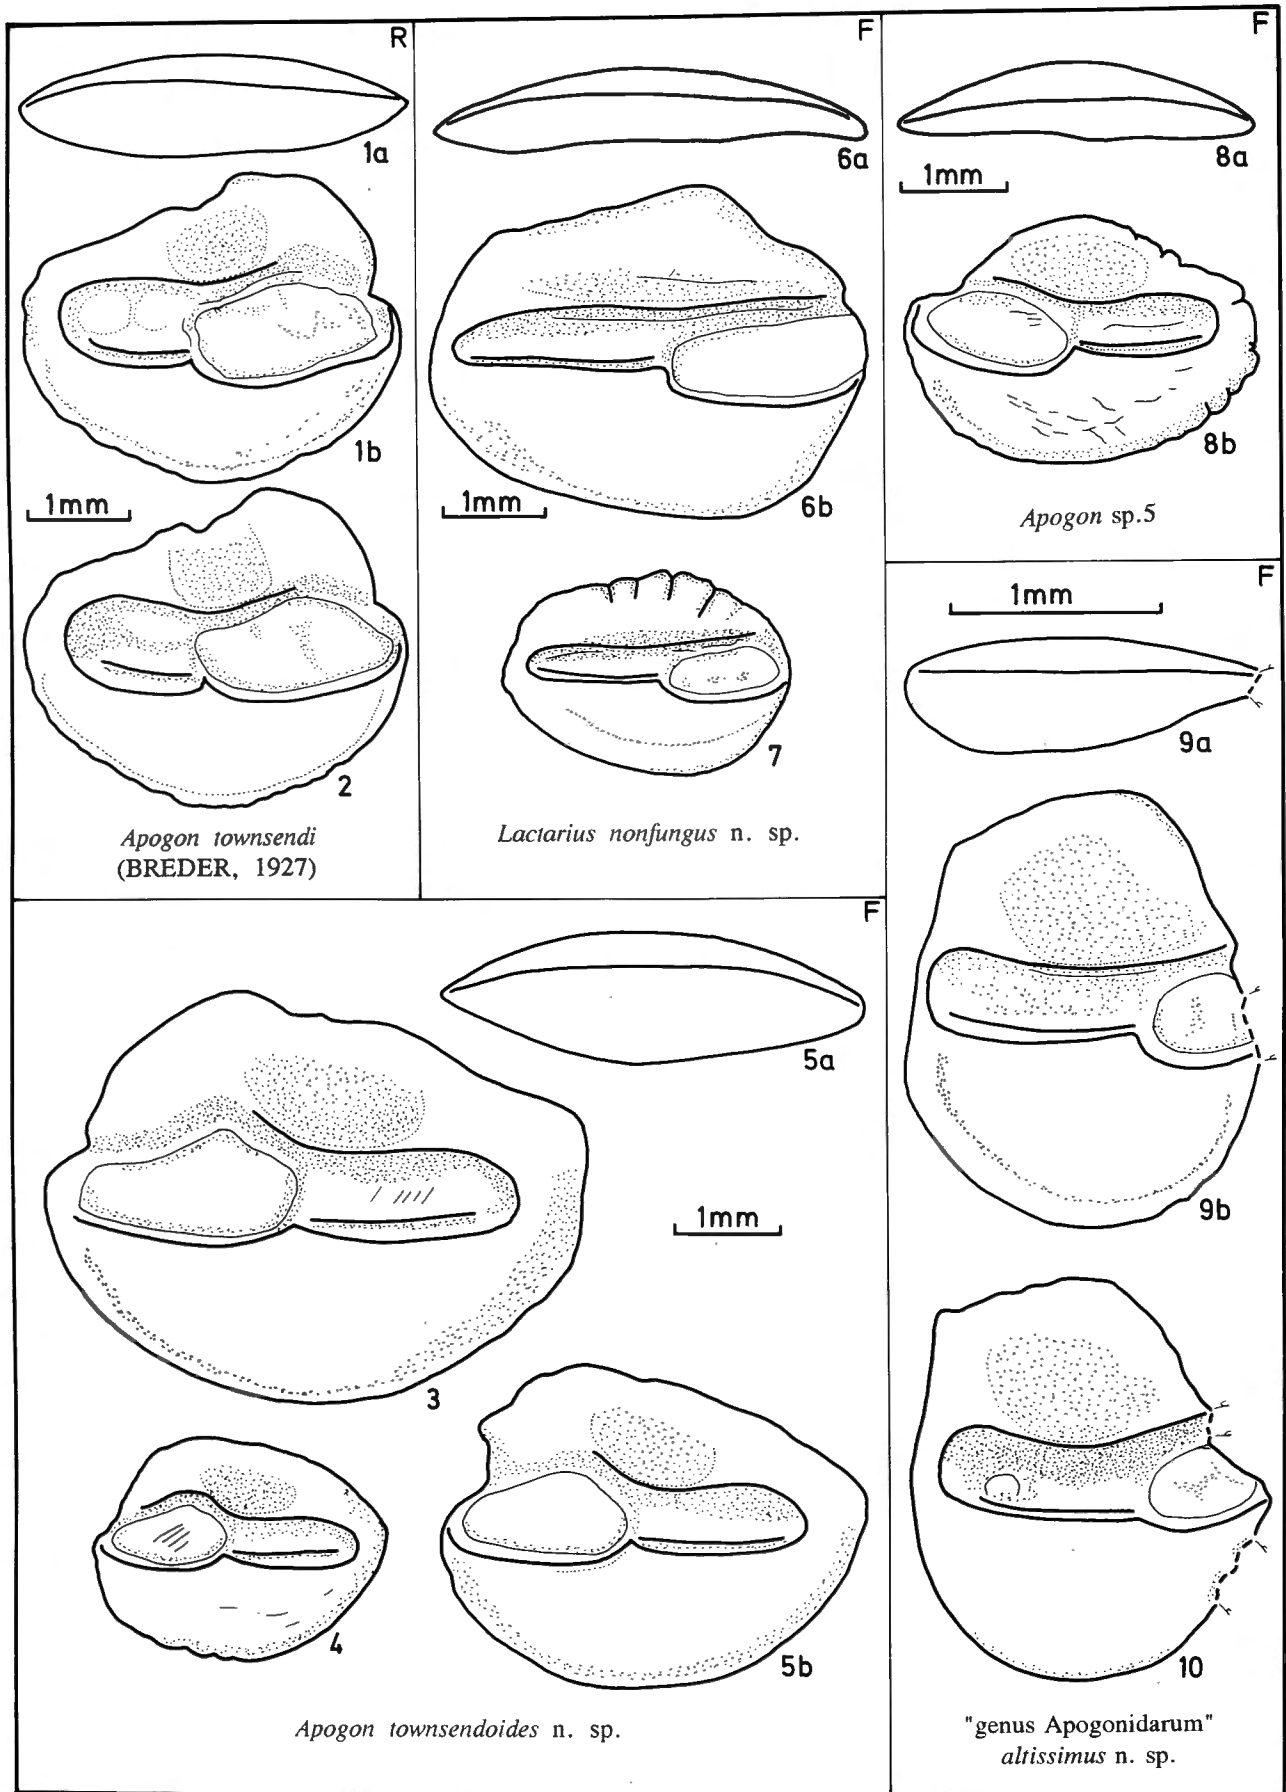 R
1a
1b
1mm
2
Apogon townsendi
(BREDER, 1927)
F
6a
6b
1mm
7
Lactarius nonfungus n. sp.
F
8a
1mm
8b
Apogon sp.5
F
1mm
9a
9b
10
"genus Apogonidarum"
altissimus n. sp.
F
5a
3
1mm
4
5b
Apogon townsendoides n. sp.